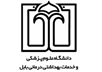 دانشگاه علوم پزشکی
و خدمات بهداشتی درمانی بابل